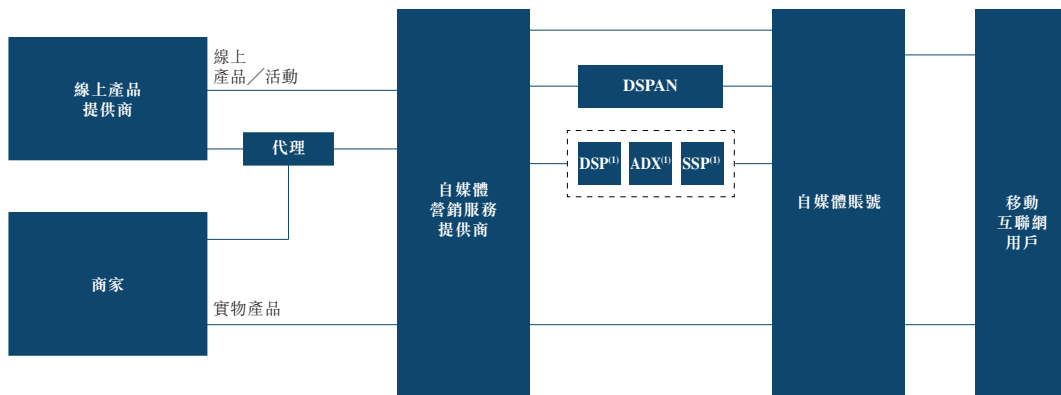 線上產品
提供商
線上
產品／活動
代理
商家
實物產品
自媒體
營銷服務
提供商
DSPAN
DSP(1)
ADX(1)
SSP(1)
自媒體賬號
移動
互聯網
用戶